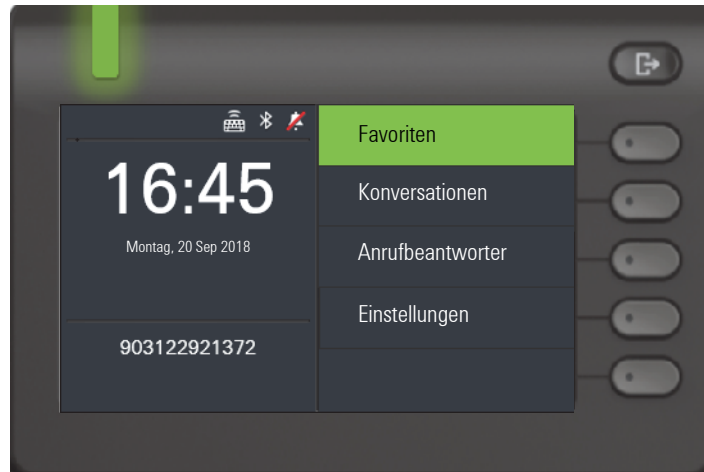 16:45
Montag, 20 Sep 2018
903122921372
Favoriten
Konversationen
Anrufbeantworter
Einstellungen